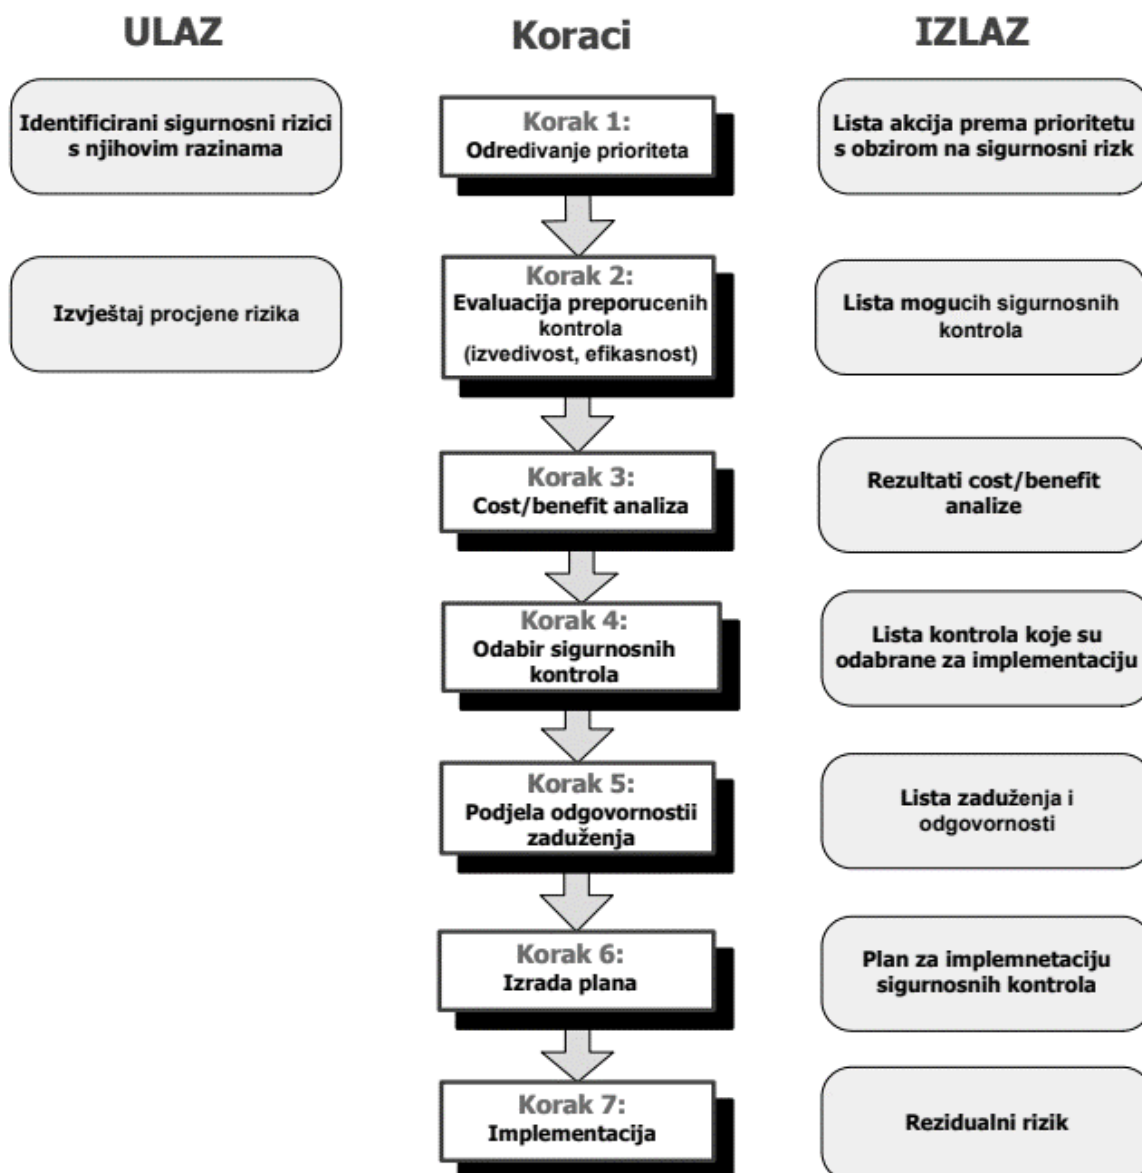 ULAZ
Koraci
IZLAZ
Identificirani sigurnosni rizici
s njihovim razinama
Korak 1:
Odredivanje prioriteta
Lista akcija prema prioritetu
s obzirom na sigurnosni rizk
Izvještaj procjene rizika
Korak 2:
Evaluacija preporucenih
kontrola
(izvedivost, efikasnost)
Lista mogucih sigurnosnih
kontrola
Korak 3:
Cost/benefit analiza
Rezultati cost/benefit
analize
Korak 4:
Odabir sigurnosnih
kontrola
Lista kontrola koje su
odabrane za implementaciju
Korak 5:
Podjela odgovornostii
zaduženja
Lista zaduženja i
odgovornosti
Korak 6:
Izrada plana
Plan za implemnetaciju
sigurnosnih kontrola
Korak 7:
Implementacija
Rezidualni rizik